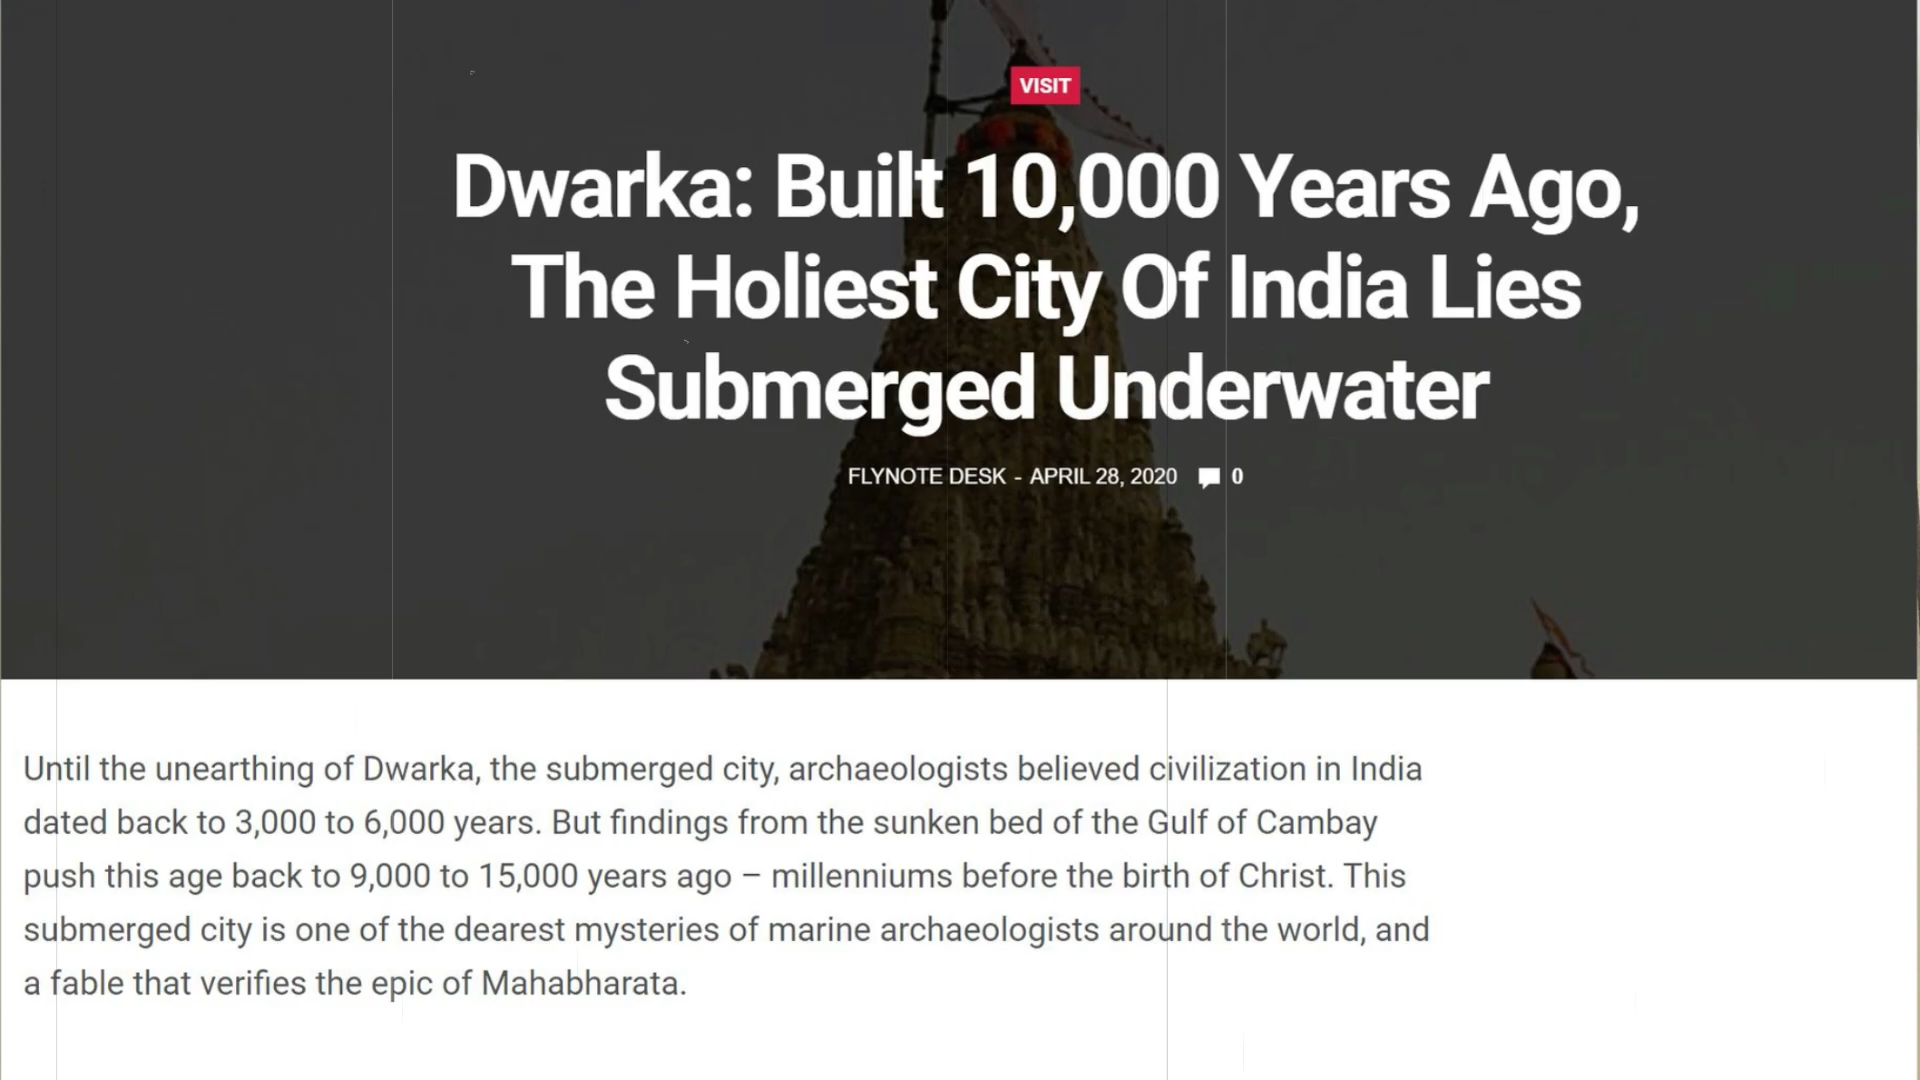 VISIT
Dwarka: Built 10,000 Years Ago,
The Holiest City Of India Lies
Submerged Underwater
FLYNOTE DESK - APRIL 28, 2020 0
Until the unearthing of Dwarka, the submerged city, archaeologists believed civilization in India
dated back to 3,000 to 6,000 years. But findings from the sunken bed of the Gulf of Cambay
push this age back to 9,000 to 15,000 years ago – millenniums before the birth of Christ. This
submerged city is one of the dearest mysteries of marine archaeologists around the world, and
a fable that verifies the epic of Mahabharata.